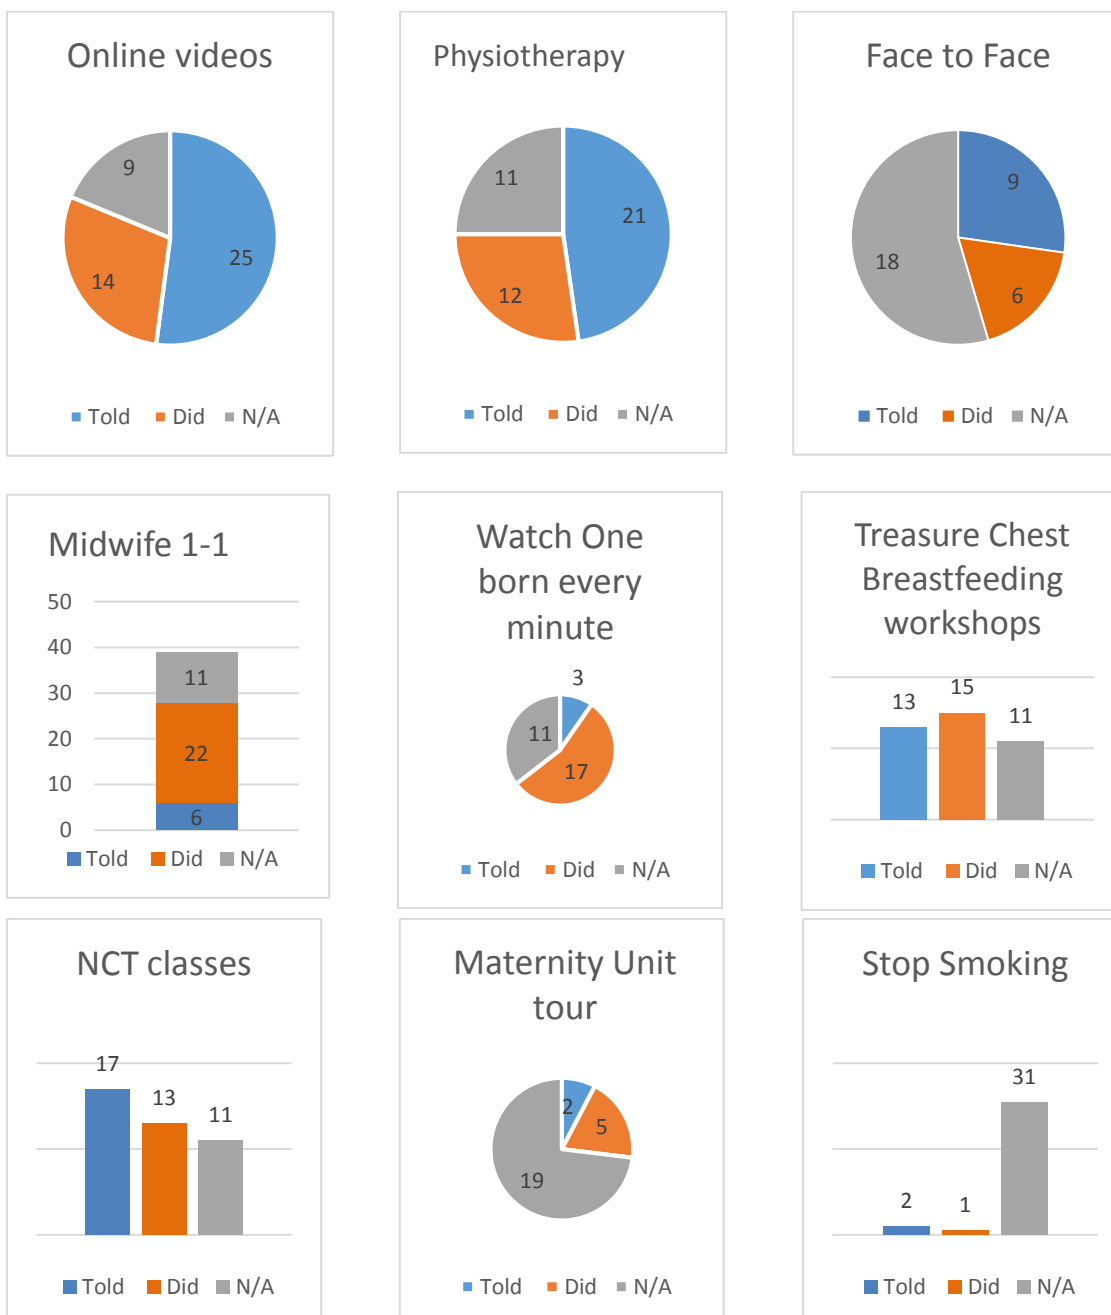 Online videos
9
25
14
Told Did N/A
Physiotherapy
11
21
12
Told Did N/A
Face to Face
9
18
6
Told Did N/A
Midwife 1-1
50
40
30
20
10
0
11
22
6
Told Did N/A
Watch One
born every
minute
3
11
17
Told Did N/A
Treasure Chest
Breastfeeding
workshops
13
15
11
Told Did N/A
NCT classes
17
13
11
Told Did N/A
Maternity Unit
tour
2
5
19
Told Did N/A
Stop Smoking
31
2
1
Told Did N/A